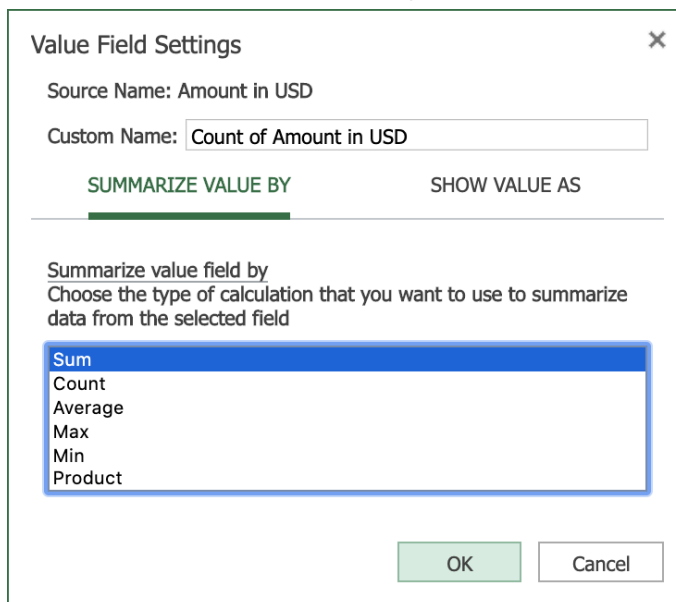 Value Field Settings
Source Name: Amount in USD
Custom Name: Count of Amount in USD
SUMMARIZE VALUE BY SHOW VALUE AS
Summarize value field by
Choose the type of calculation that you want to use to summarize
data from the selected field
Sum
Count
Average
Max
Min
Product
OK Cancel